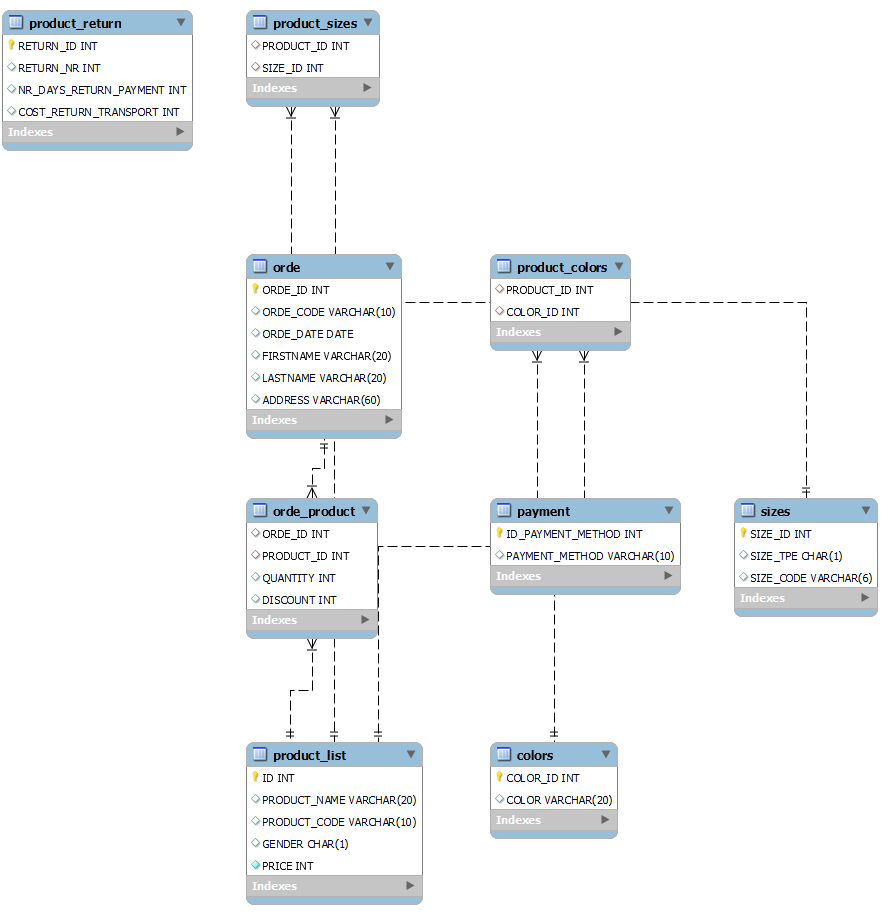 product_return
RETURN_ID INT
RETURN_NR INT
NR_DAYS_RETURN_PAYMENT INT
COST_RETURN_TRANSPORT INT
Indexes
product_sizes
PRODUCT_ID INT
SIZE_ID INT
Indexes
orde
ORDE_ID INT
ORDE_CODE VARCHAR(10)
ORDE_DATE DATE
FIRSTNAME VARCHAR(20)
LASTNAME VARCHAR(20)
ADDRESS VARCHAR(60)
Indexes
product_colors
PRODUCT_ID INT
COLOR_ID INT
Indexes
orde_product
ORDE_ID INT
PRODUCT_ID INT
QUANTITY INT
DISCOUNT INT
Indexes
payment
ID_PAYMENT_METHOD INT
PAYMENT_METHOD VARCHAR(10)
Indexes
sizes
SIZE_ID INT
SIZE_TPE CHAR(1)
SIZE_CODE VARCHAR(6)
Indexes
product_list
ID INT
PRODUCT_NAME VARCHAR(20)
PRODUCT_CODE VARCHAR(10)
GENDER CHAR(1)
PRICE INT
Indexes
colors
COLOR_ID INT
COLOR VARCHAR(20)
Indexes